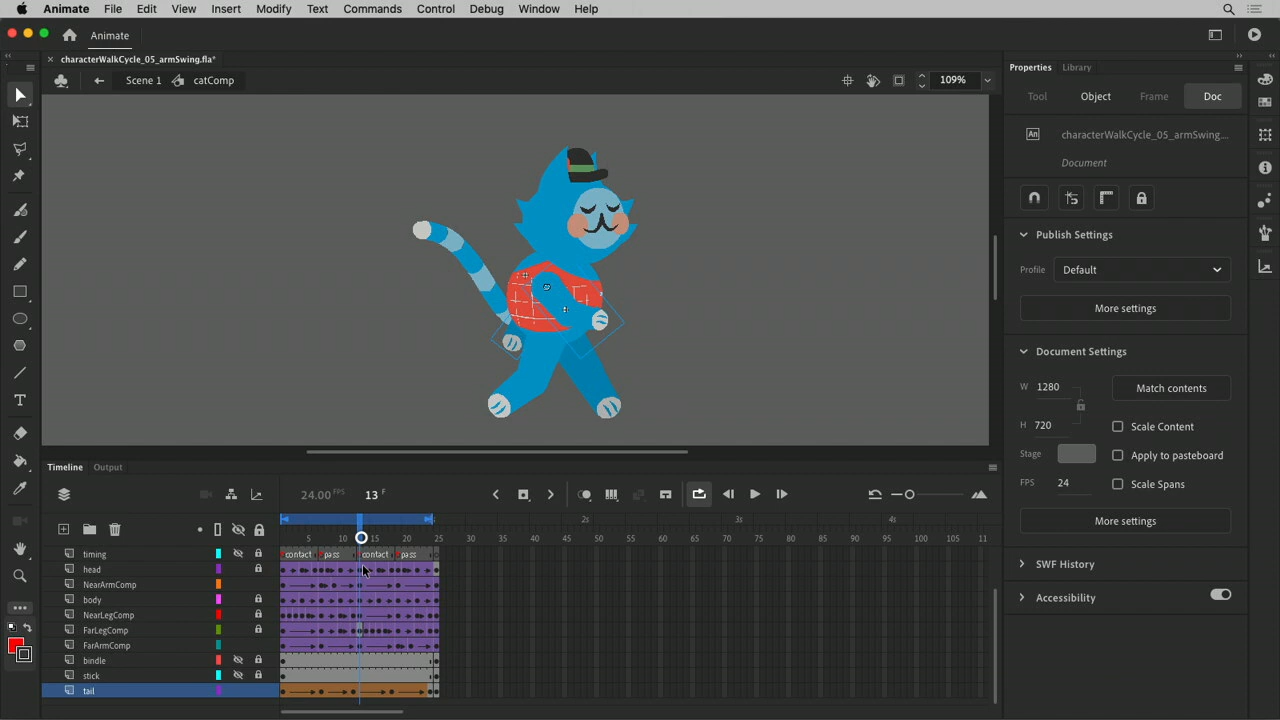 Animate File Edit View Insert Modify Text Commands Control Debug Window Help
Animate
characterWalkCycle_05_armSwing.fla*
Scene 1 catComp 109%
Properties Library
Tool Object Frame Doc
An characterWalkCycle_05_armSwing....
Document
Publish Settings
Profile Default
More settings
Document Settings
W 1280 Match contents
H 720 Scale Content
Stage Apply to pasteboard
FPS 24 Scale Spans
More settings
SWF History
Accessibility
Timeline Output
24.00 FPS 13 F
1s 2s 3s 4s
5 10 15 20 25 30 35 40 45 50 55 60 65 70 75 80 85 90 95 100 105 11
timing contact pass contact pass
head
NearArmComp
body
NearLegComp
FarLegComp
FarArmComp
bindle
stick
tail